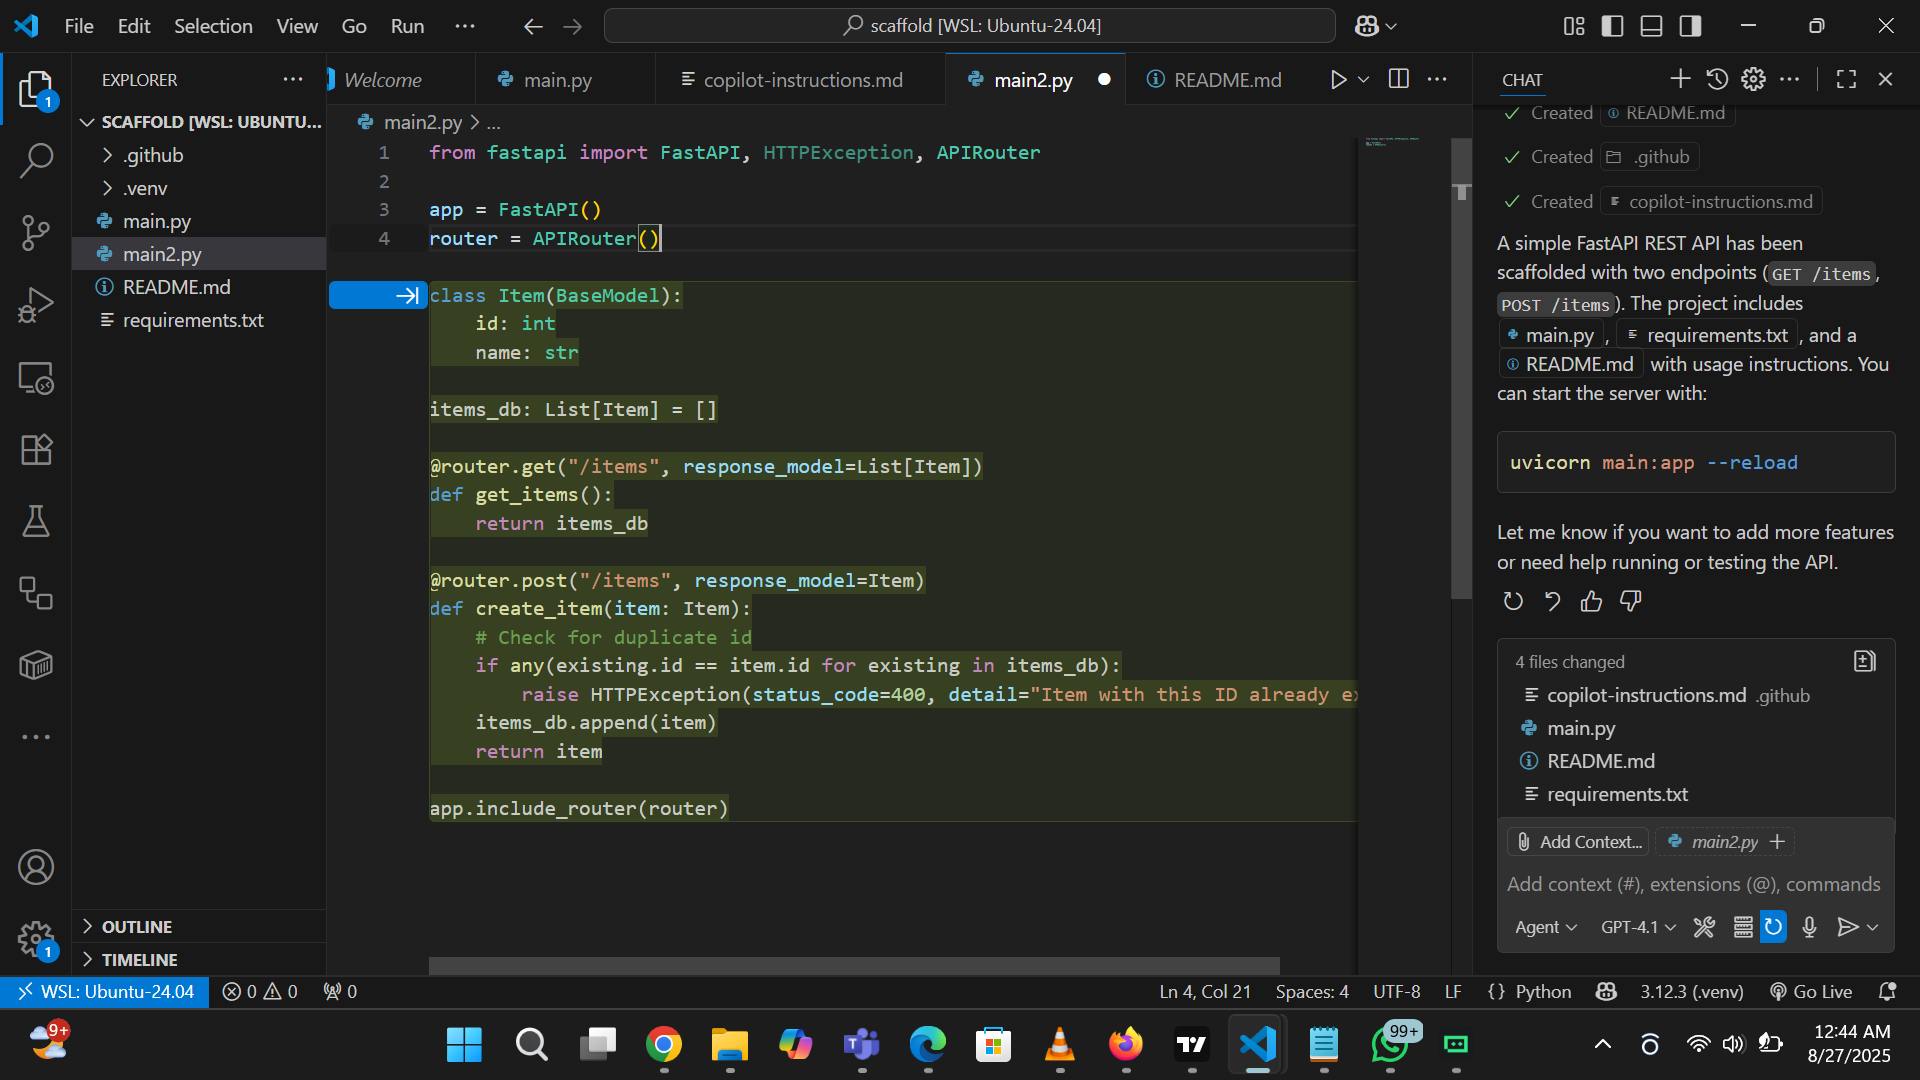 File Edit Selection View Go Run ...
scaffold [WSL: Ubuntu-24.04]
EXPLORER
1
SCAFFOLD [WSL: UBUNTU...
.github
.venv
main.py
main2.py
README.md
requirements.txt
OUTLINE
1
TIMELINE
Welcome main.py copilot-instructions.md main2.py README.md
main2.py > ...
1 from fastapi import FastAPI, HTTPException, APIRouter
2
3 app = FastAPI()
4 router = APIRouter()
class Item(BaseModel):
    id: int
    name: str
items_db: List[Item] = []
@router.get("/items", response_model=List[Item])
def get_items():
    return items_db
@router.post("/items", response_model=Item)
def create_item(item: Item):
    # Check for duplicate id
    if any(existing.id == item.id for existing in items_db):
        raise HTTPException(status_code=400, detail="Item with this ID already ex
    items_db.append(item)
    return item
app.include_router(router)
CHAT
Created README.md
Created .github
Created copilot-instructions.md
A simple FastAPI REST API has been
scaffolded with two endpoints (GET /items,
POST /items). The project includes
main.py, requirements.txt, and a
README.md with usage instructions. You
can start the server with:
uvicorn main:app --reload
Let me know if you want to add more features
or need help running or testing the API.
4 files changed
copilot-instructions.md .github
main.py
README.md
requirements.txt
Add Context... main2.py
Add context (#), extensions (@), commands
Agent GPT-4.1
WSL: Ubuntu-24.04 0 0 0
Ln 4, Col 21 Spaces: 4 UTF-8 LF {} Python 3.12.3 (.venv) Go Live
9+
99+
12:44 AM
8/27/2025